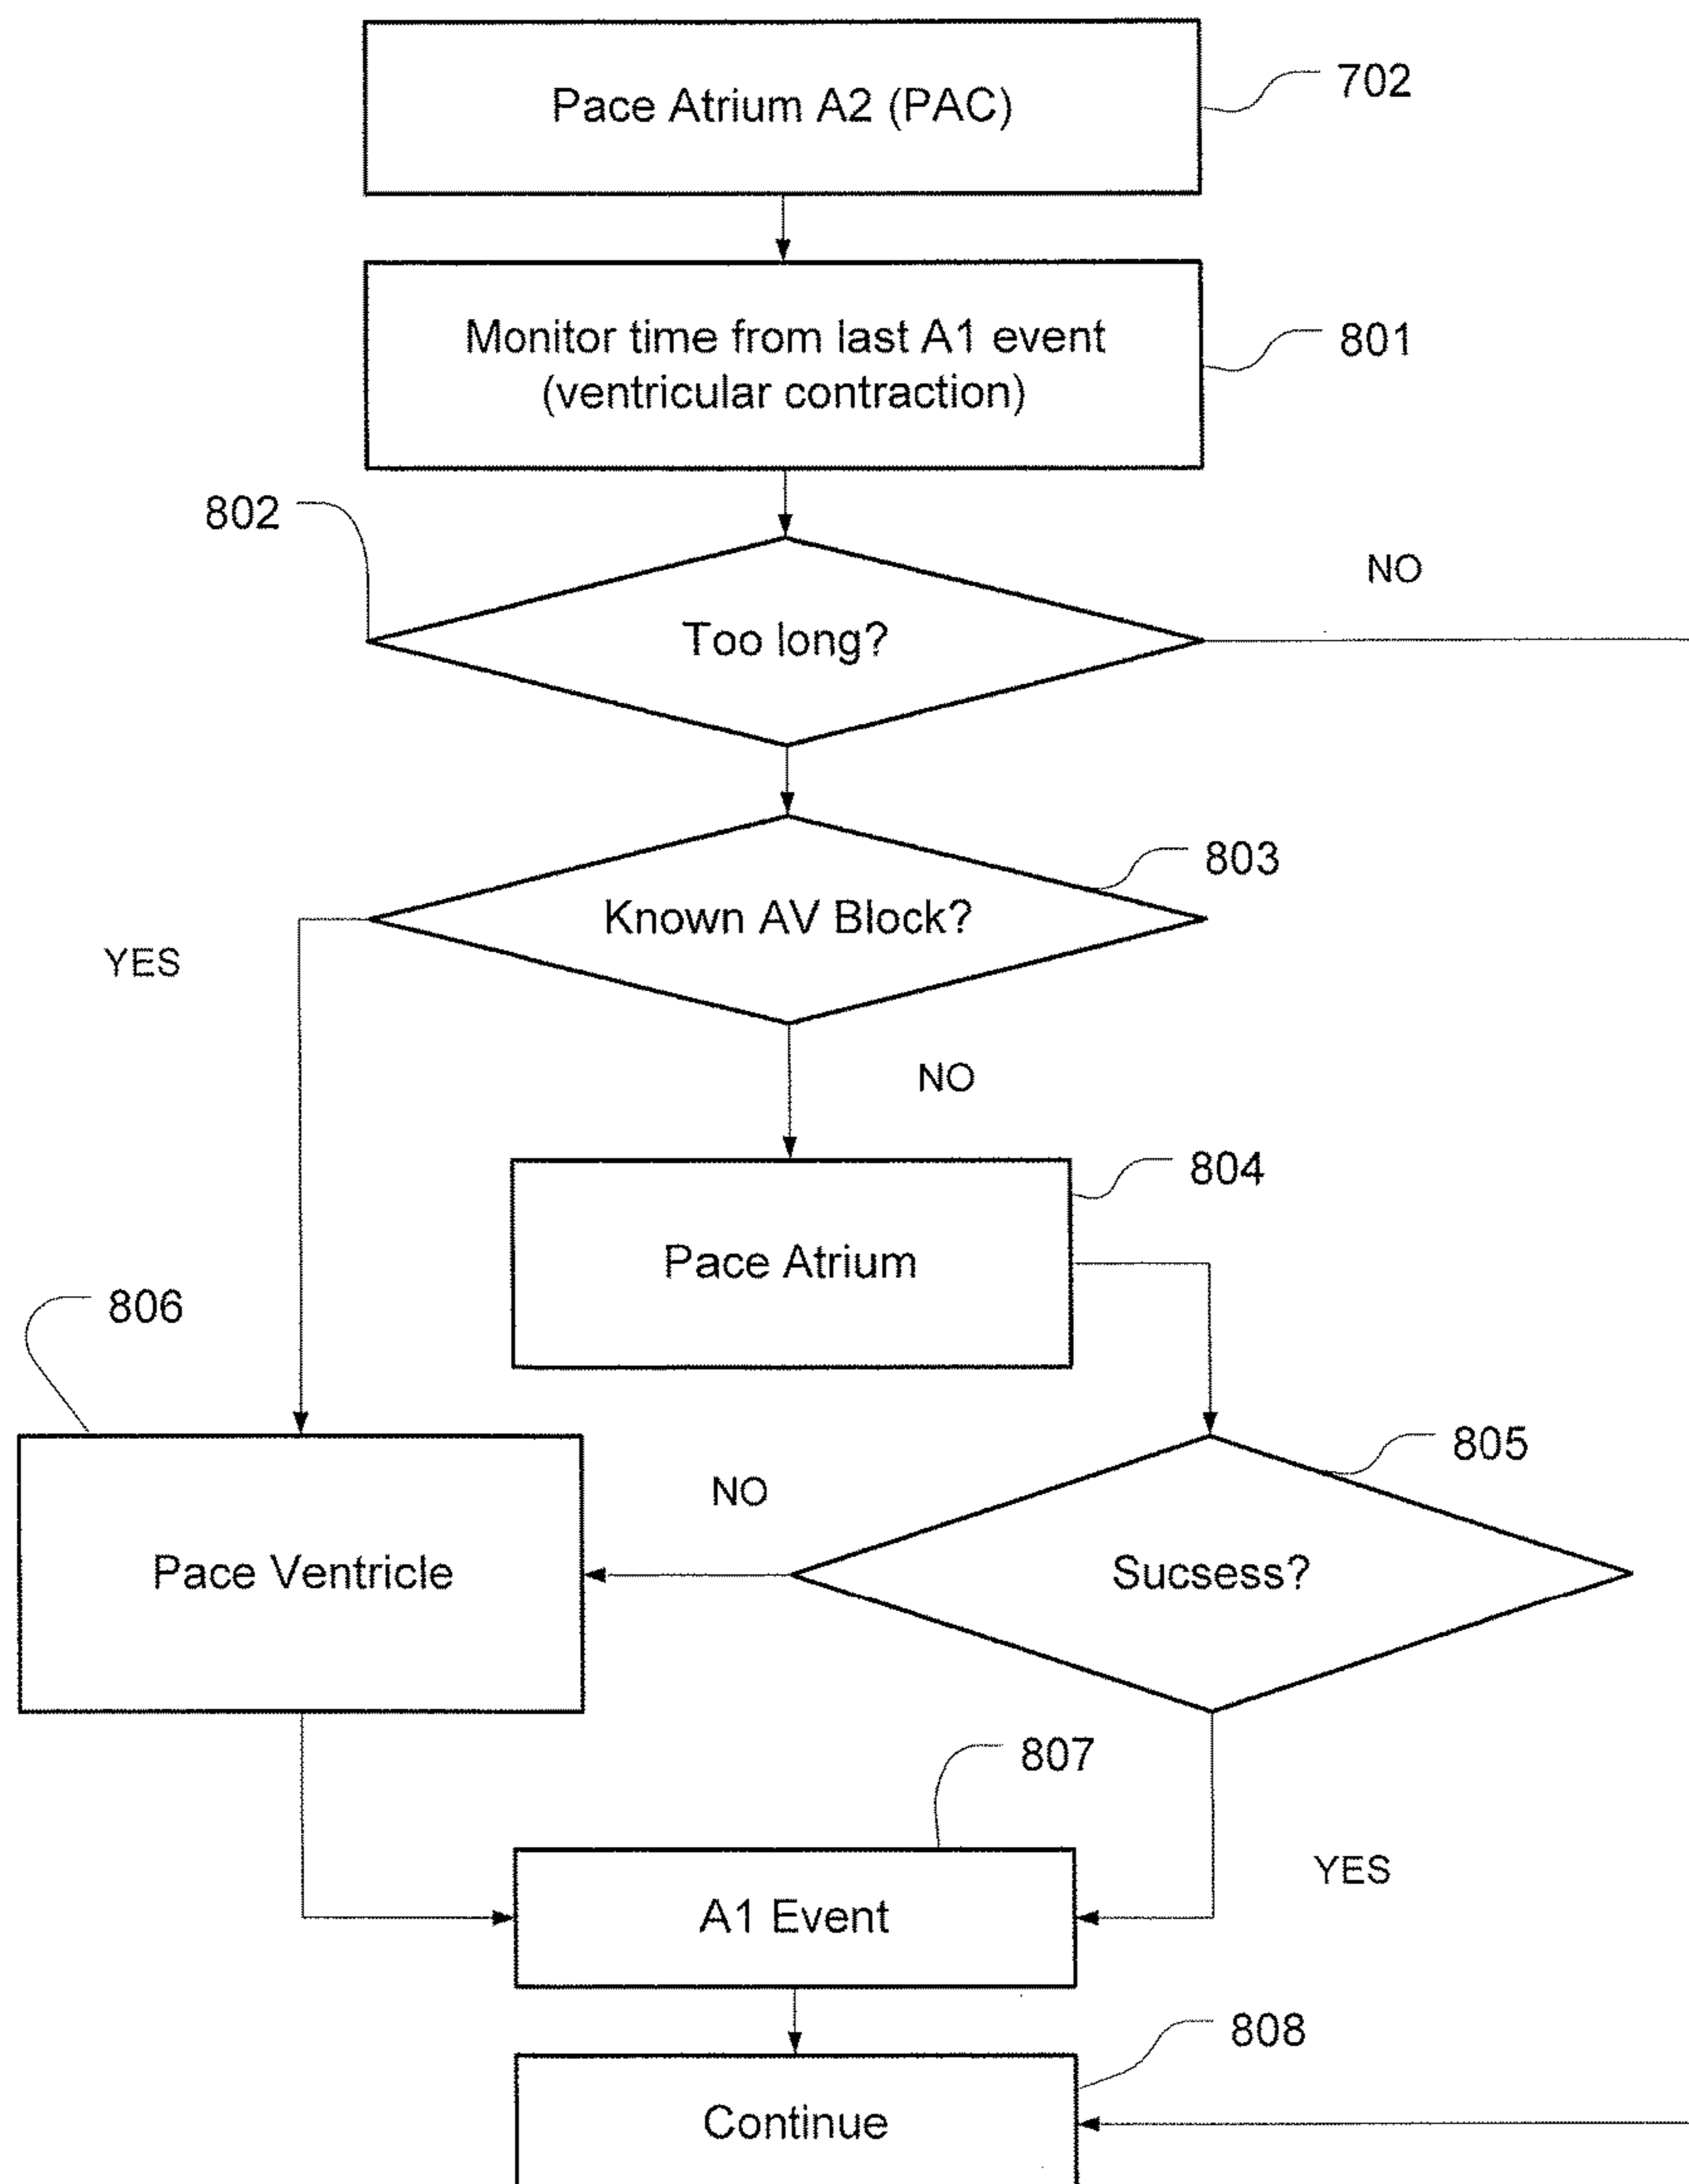 Pace Atrium A2 (PAC)
702
Monitor time from last A1 event
(ventricular contraction)
801
802
Too long?
NO
803
Known AV Block?
YES
NO
804
Pace Atrium
806
805
NO
Pace Ventricle
Sucsess?
807
YES
A1 Event
808
Continue